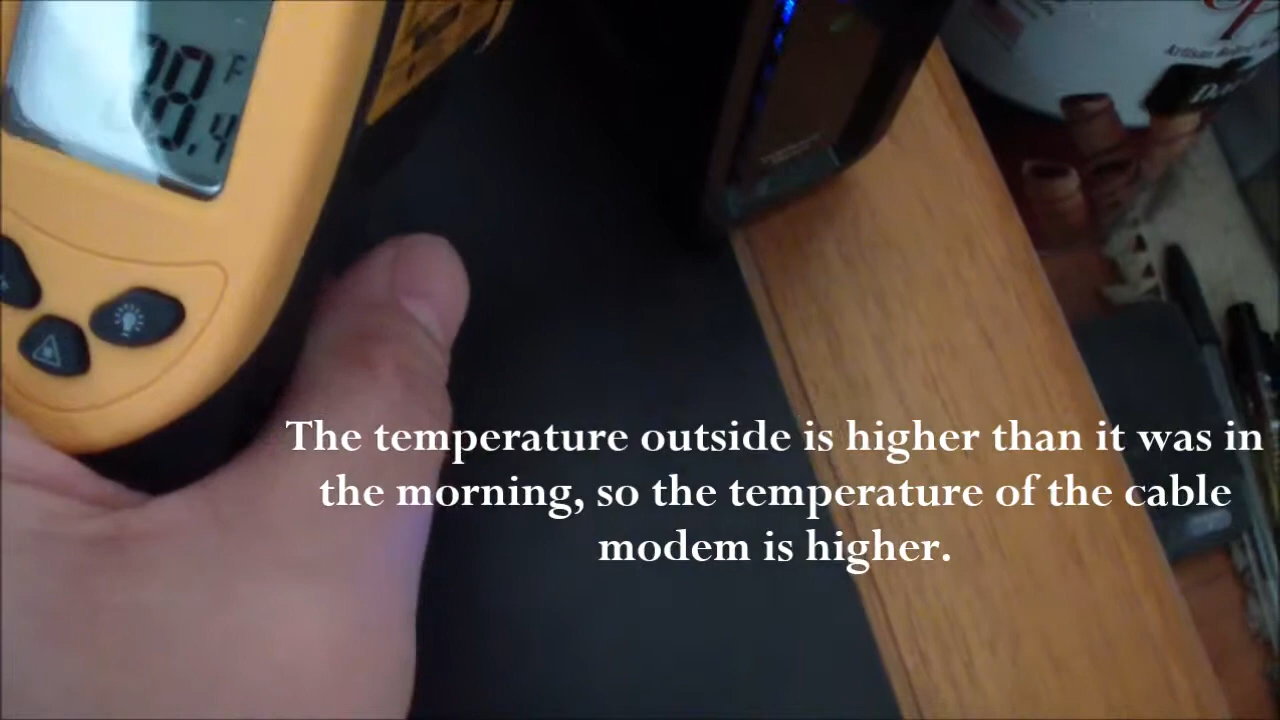 F
The temperature outside is higher than it was in
the morning, so the temperature of the cable
modem is higher.